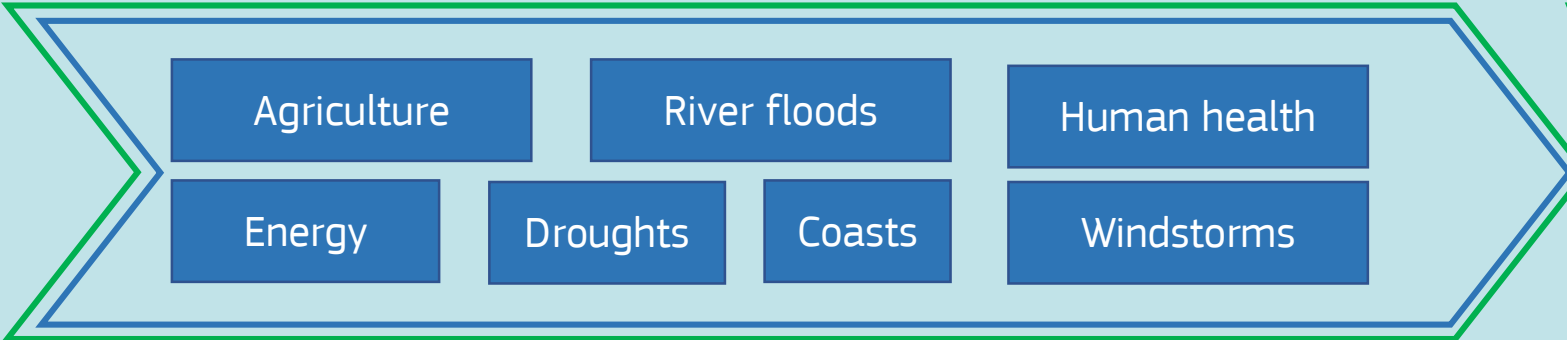 Agriculture
River floods
Human health
Energy
Droughts
Coasts
Windstorms